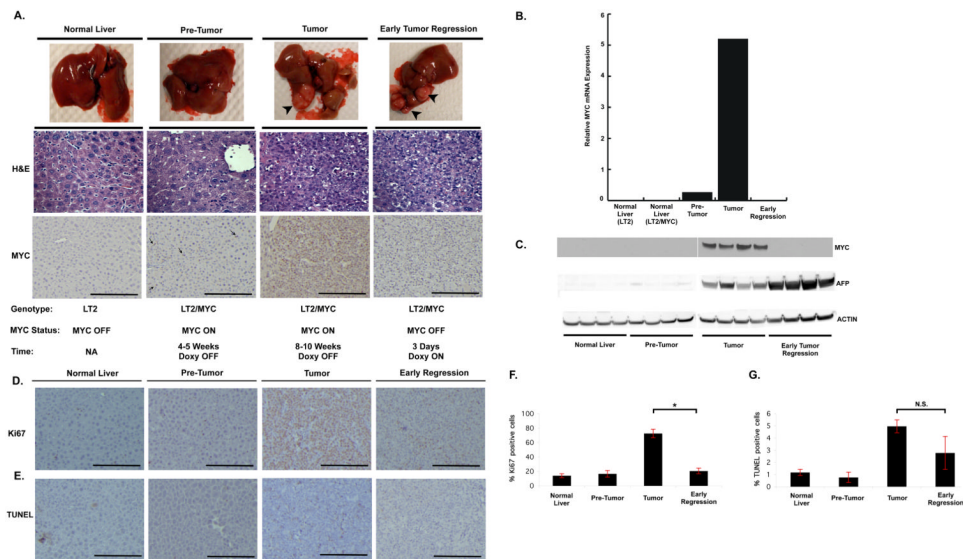 A.
Normal Liver Pre-Tumor Tumor Early Tumor Regression
H&E
MYC
Genotype: LT2 LT2/MYC LT2/MYC LT2/MYC
MYC Status: MYC OFF MYC ON MYC ON MYC OFF
Time: NA 4-5 Weeks 8-10 Weeks 3 Days
Doxy OFF Doxy OFF Doxy ON
B.
Relative MYC mRNA Expression
6
5
4
3
2
1
0
Normal Normal Pre- Tumor Early
Liver Liver Tumor Regression
(LT2) (LT2/MYC)
C.
MYC
AFP
ACTIN
Normal Liver Pre-Tumor Tumor Early Tumor
Regression
D.
Normal Liver Pre-Tumor Tumor Early Regression
Ki67
E.
TUNEL
F.
*
% Ki67 positive cells
100
80
60
40
20
0
Normal Pre-Tumor Tumor Early
Liver Regression
G.
N.S.
% TUNEL positive cells
6
5
4
3
2
1
0
Normal Pre-Tumor Tumor Early
Liver Regression